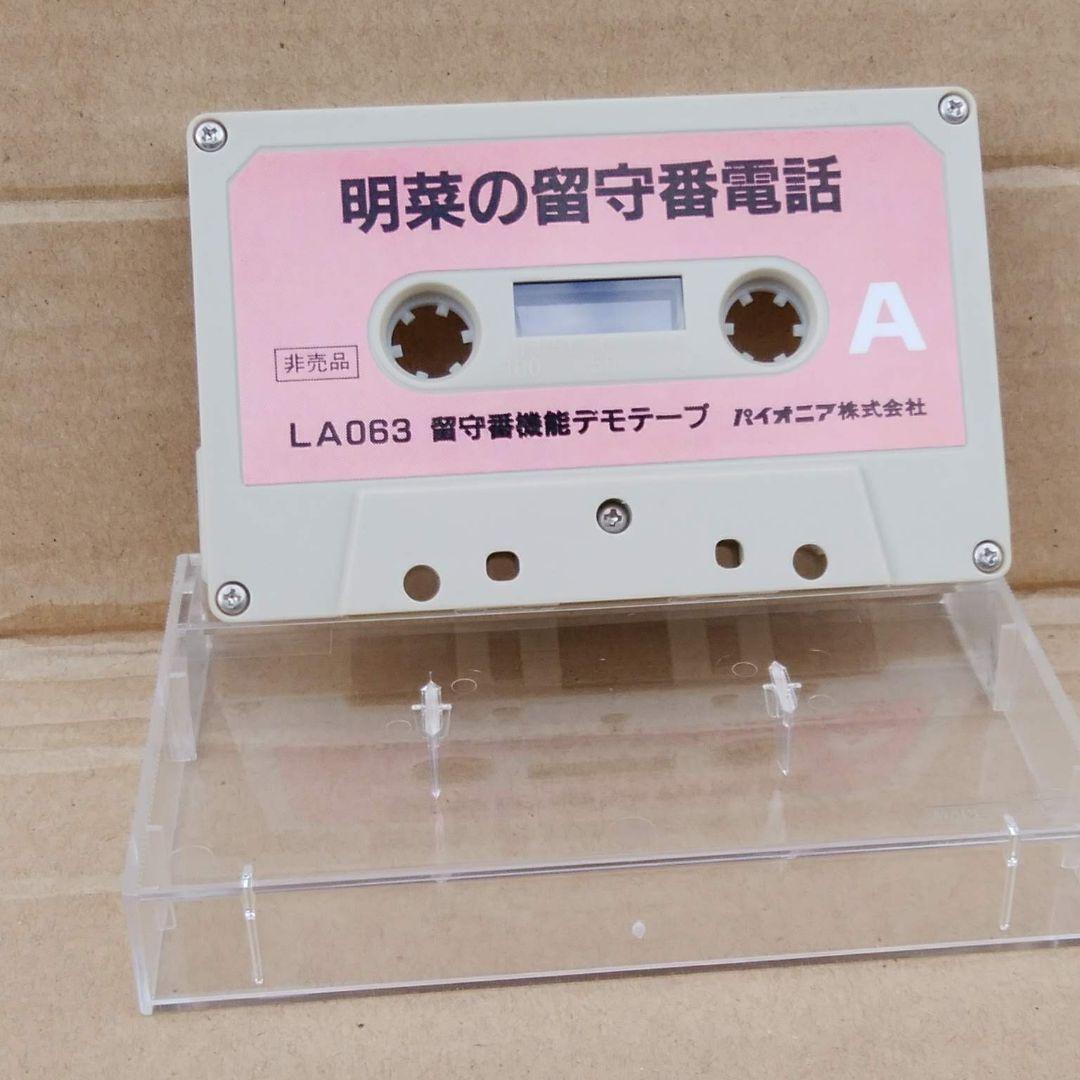 明菜の留守番電話
A
非売品
LA063 留守番機能デモテープ パイオニア株式会社